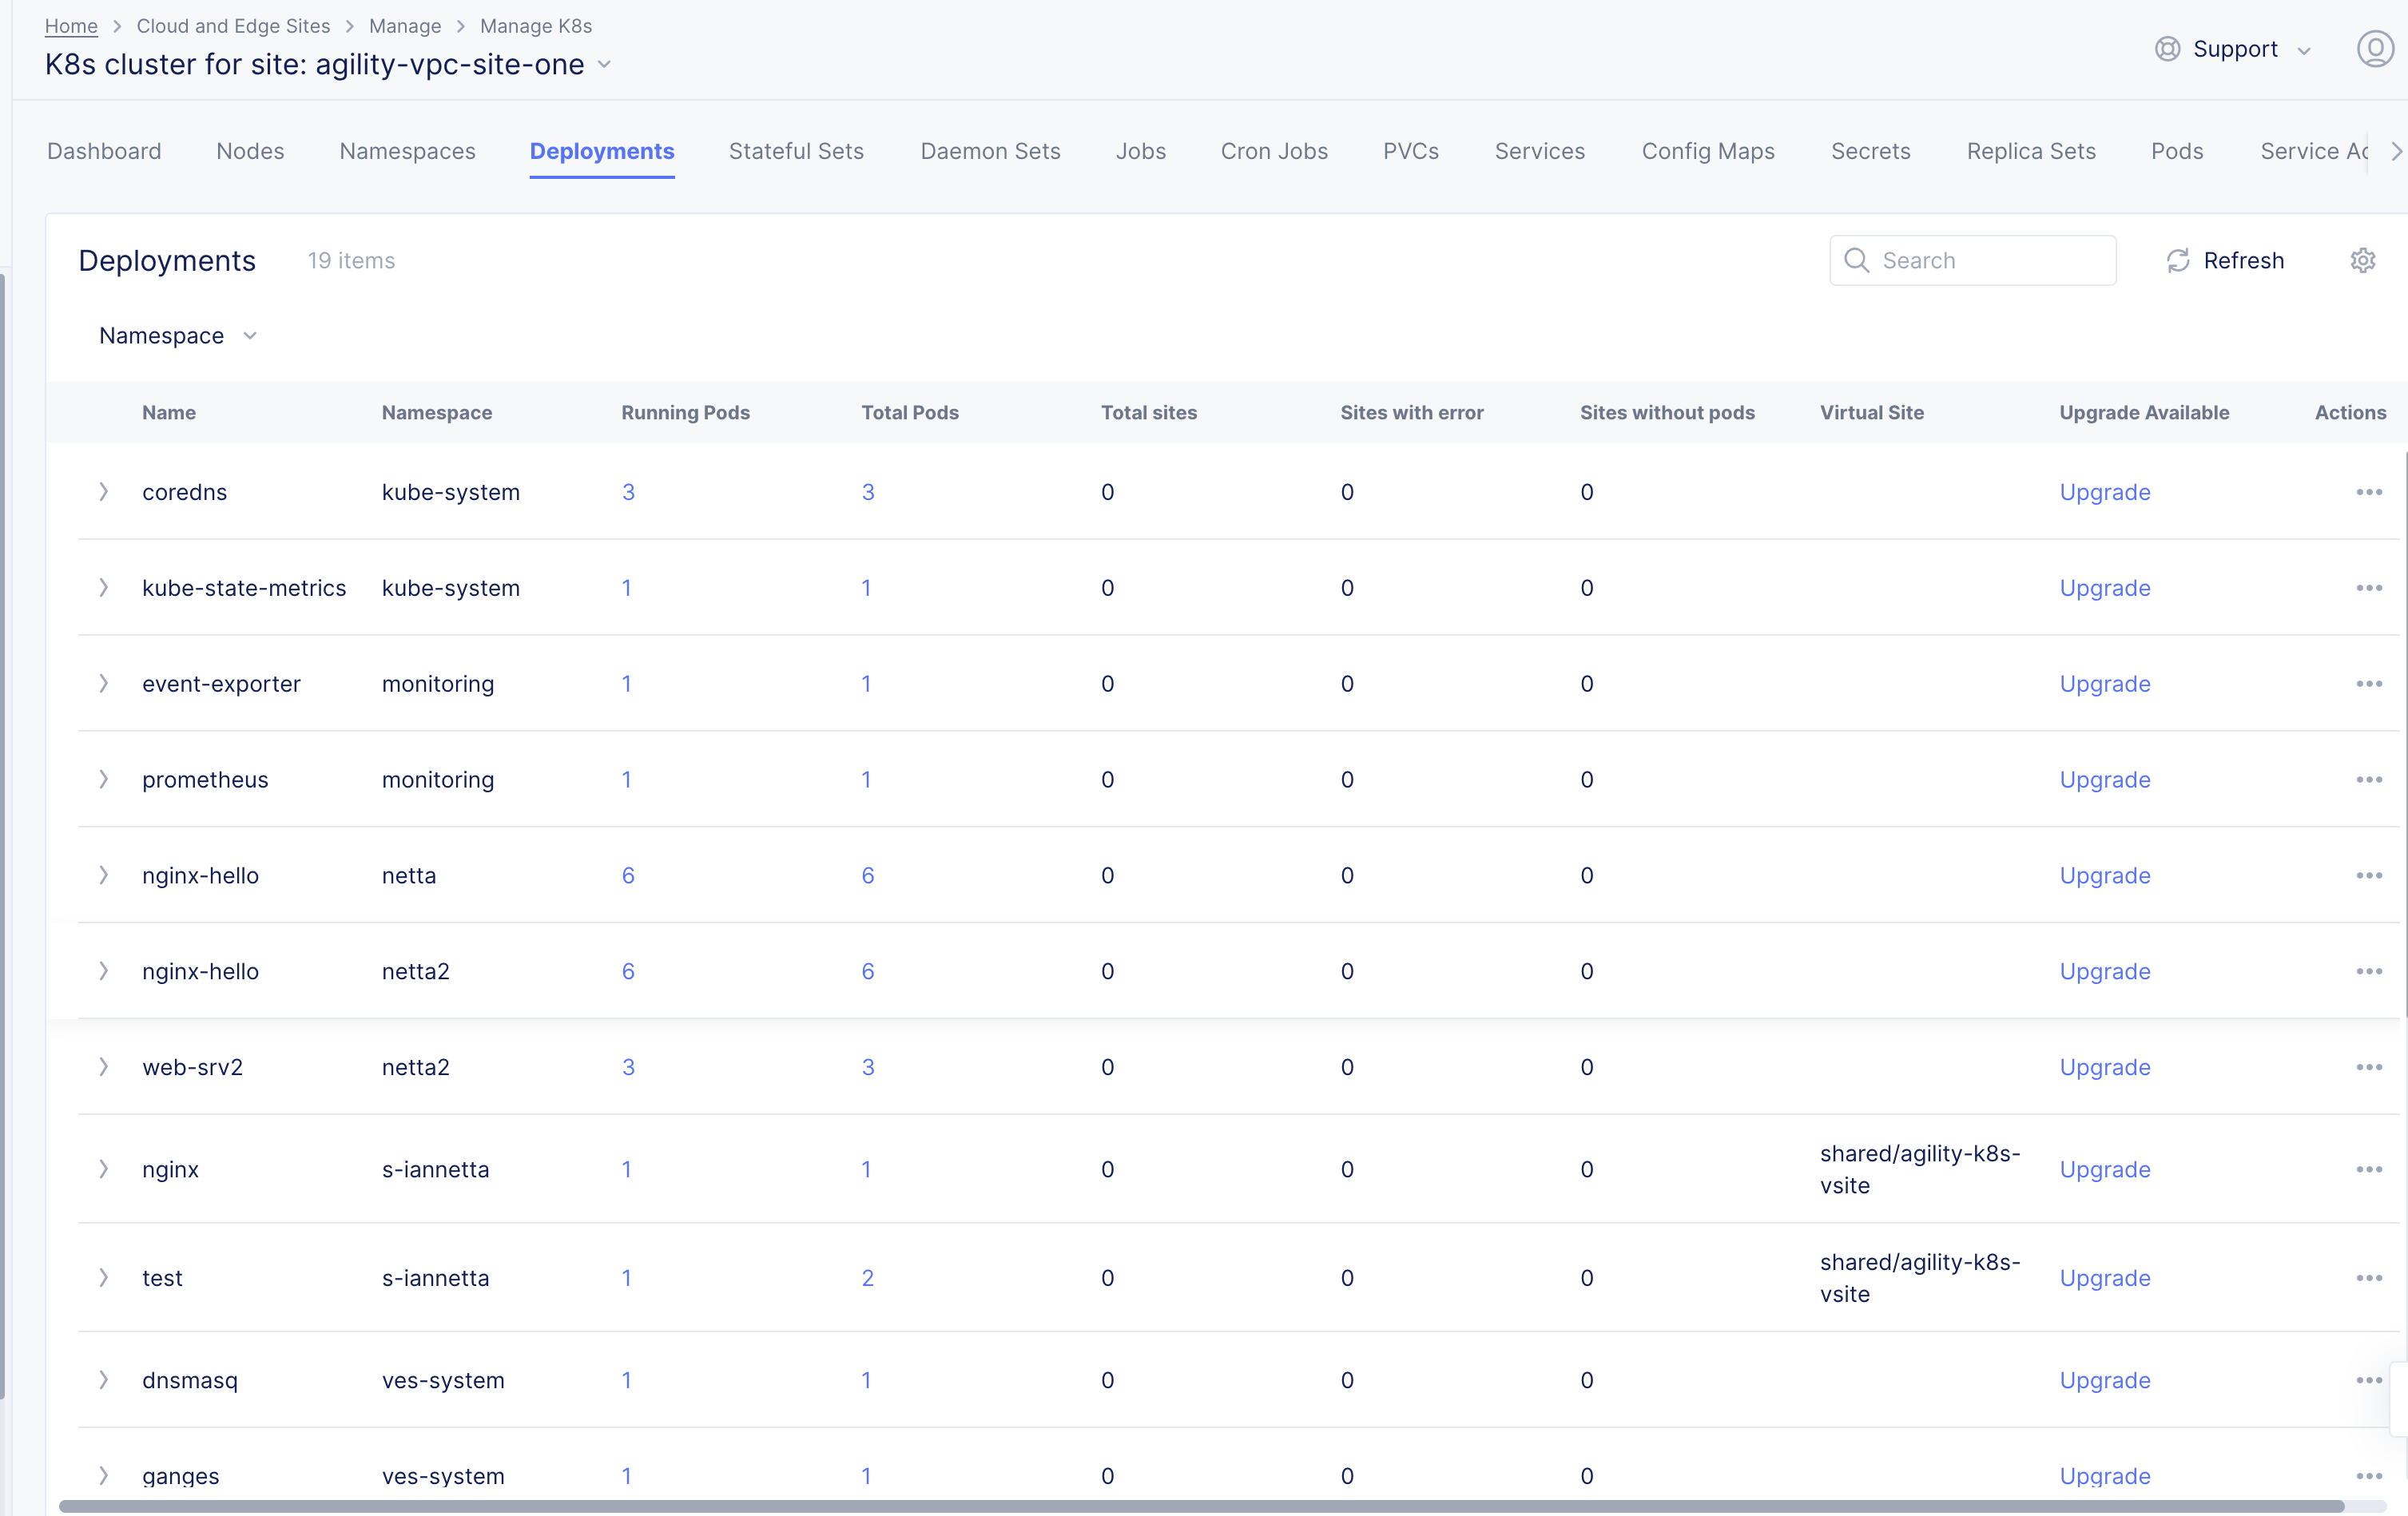 Home > Cloud and Edge Sites > Manage > Manage K8s
K8s cluster for site: agility-vpc-site-one
Support
Dashboard Nodes Namespaces Deployments Stateful Sets Daemon Sets Jobs Cron Jobs PVCs Services Config Maps Secrets Replica Sets Pods Service Ac
Deployments 19 items Search Refresh
Namespace
Name Namespace Running Pods Total Pods Total sites Sites with error Sites without pods Virtual Site Upgrade Available Actions
coredns kube-system 3 3 0 0 0 Upgrade
kube-state-metrics kube-system 1 1 0 0 0 Upgrade
event-exporter monitoring 1 1 0 0 0 Upgrade
prometheus monitoring 1 1 0 0 0 Upgrade
nginx-hello netta 6 6 0 0 0 Upgrade
nginx-hello netta2 6 6 0 0 0 Upgrade
web-srv2 netta2 3 3 0 0 0 Upgrade
nginx s-iannetta 1 1 0 0 0 shared/agility-k8s-
vsite Upgrade
test s-iannetta 1 2 0 0 0 shared/agility-k8s-
vsite Upgrade
dnsmasq ves-system 1 1 0 0 0 Upgrade
ganges ves-system 1 1 0 0 0 Upgrade